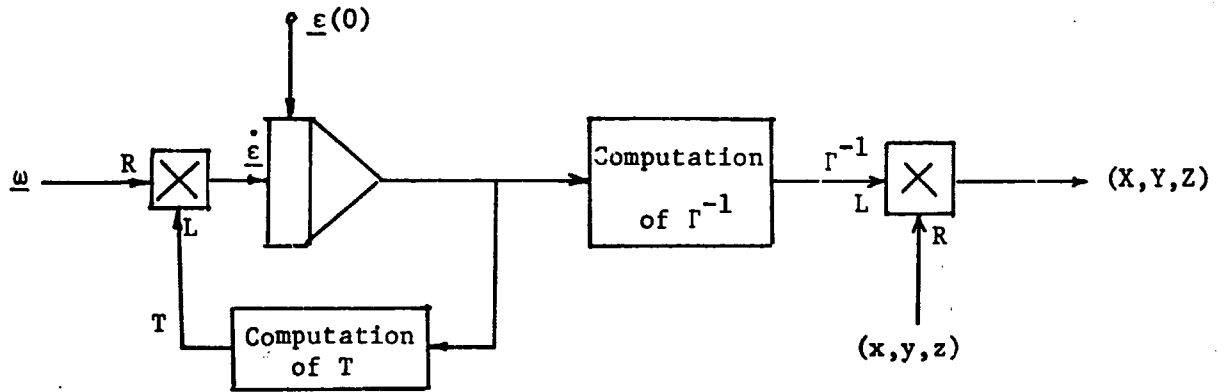 ε(0)
ω
R
L
ε̇
T
Computation
of T
Computation
of Γ⁻¹
Γ⁻¹
L
R
(X,Y,Z)
(x,y,z)